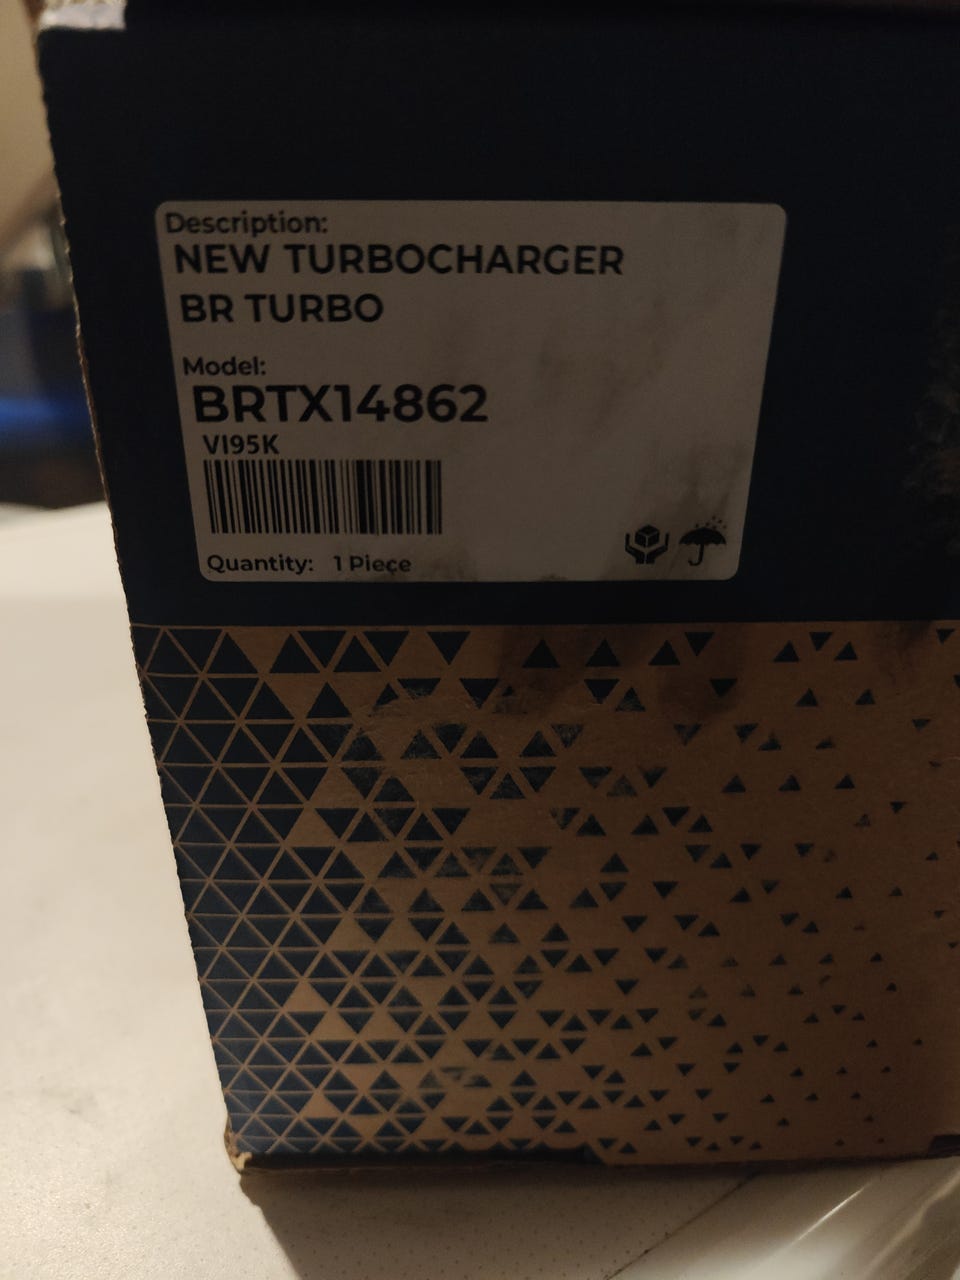 Description:
NEW TURBOCHARGER
BR TURBO
Model:
BRTX14862
VI95K
Quantity: 1 Piece